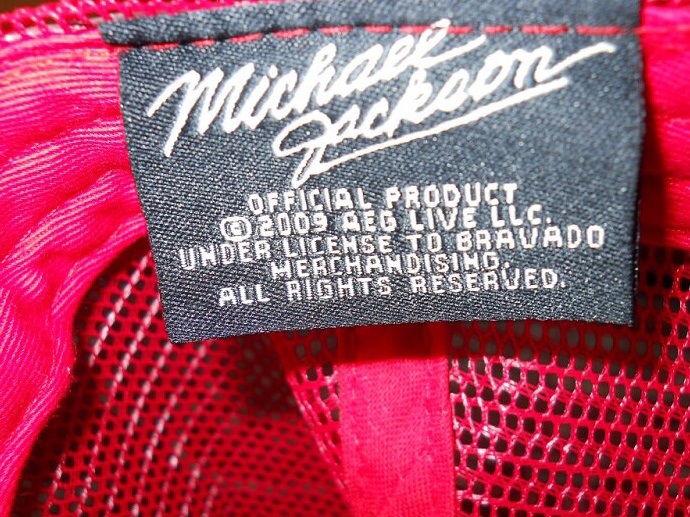 Michael
Jackson
OFFICIAL PRODUCT
© 2009 AEG LIVE LLC.
UNDER LICENSE TO BRAVADO
MERCHANDISING.
ALL RIGHTS RESERVED.